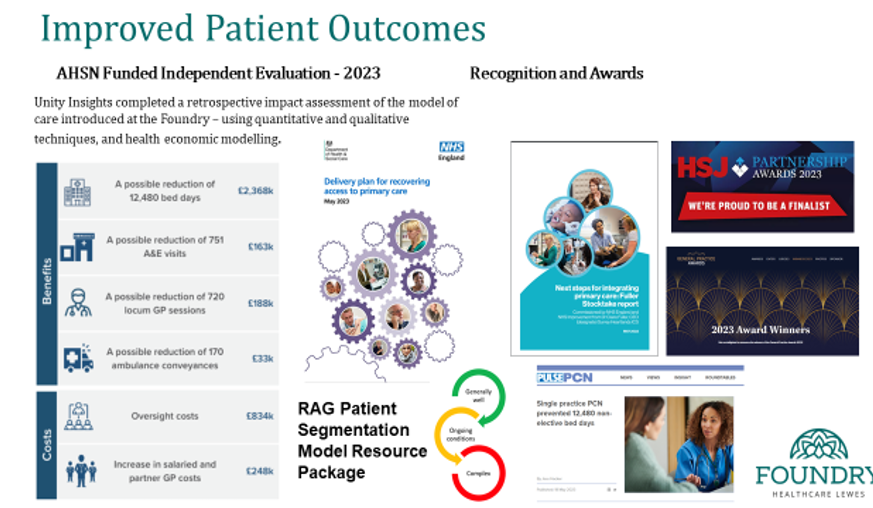 Improved Patient Outcomes
AHSN Funded Independent Evaluation - 2023
Recognition and Awards
Unity Insights completed a retrospective impact assessment of the model of
care introduced at the Foundry – using quantitative and qualitative
techniques, and health economic modelling.
Benefits
A possible reduction of
12,480 bed days
£2,368k
A possible reduction of 751
A&E visits
£163k
A possible reduction of 720
locum GP sessions
£188k
A possible reduction of 170
ambulance conveyances
£33k
Costs
Oversight costs
£834k
Increase in salaried and
partner GP costs
£248k
Department
of Health &
Social Care
NHS
England
Delivery plan for recovering
access to primary care
May 2023
RAG Patient
Segmentation
Model Resource
Package
Generally
well
Ongoing
conditions
Complex
Next steps for integrating
primary care: Fuller
Stocktake report
HSJ PARTNERSHIP
AWARDS 2023
WE'RE PROUD TO BE A FINALIST
GENERAL PRACTICE
AWARDS
2023 Award Winners
PULSE PCN
NEWS VIEWS INSIGHT ROUNDTABLES
Single practice PCN
prevented 12,480 non-
elective bed days
FOUNDRY
HEALTHCARE LEWES